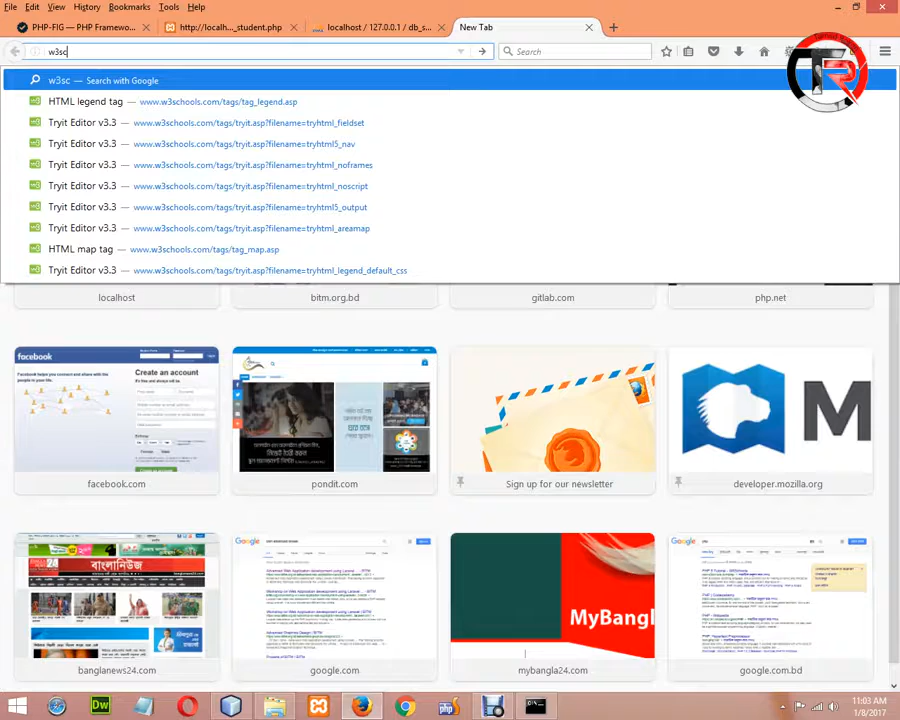 File Edit View History Bookmarks Tools Help
PHP-FIG — PHP Framewo...
http://localh..._student.php
localhost / 127.0.0.1 / db_s...
New Tab
w3sc
Search
w3sc — Search with Google
HTML legend tag — www.w3schools.com/tags/tag_legend.asp
Tryit Editor v3.3 — www.w3schools.com/tags/tryit.asp?filename=tryhtml_fieldset
Tryit Editor v3.3 — www.w3schools.com/tags/tryit.asp?filename=tryhtml5_nav
Tryit Editor v3.3 — www.w3schools.com/tags/tryit.asp?filename=tryhtml_noframes
Tryit Editor v3.3 — www.w3schools.com/tags/tryit.asp?filename=tryhtml_noscript
Tryit Editor v3.3 — www.w3schools.com/tags/tryit.asp?filename=tryhtml5_output
Tryit Editor v3.3 — www.w3schools.com/tags/tryit.asp?filename=tryhtml_areamap
HTML map tag — www.w3schools.com/tags/tag_map.asp
Tryit Editor v3.3 — www.w3schools.com/tags/tryit.asp?filename=tryhtml_legend_default_css
localhost
bitm.org.bd
gitlab.com
php.net
facebook
Create an account
facebook.com
pondit.com
Sign up for our newsletter
M
developer.mozilla.org
বাংলানিউজ
banglanews24.com
Google
google.com
MyBangl
mybangla24.com
Google
google.com.bd
Dw
php
11:03 AM
1/8/2017